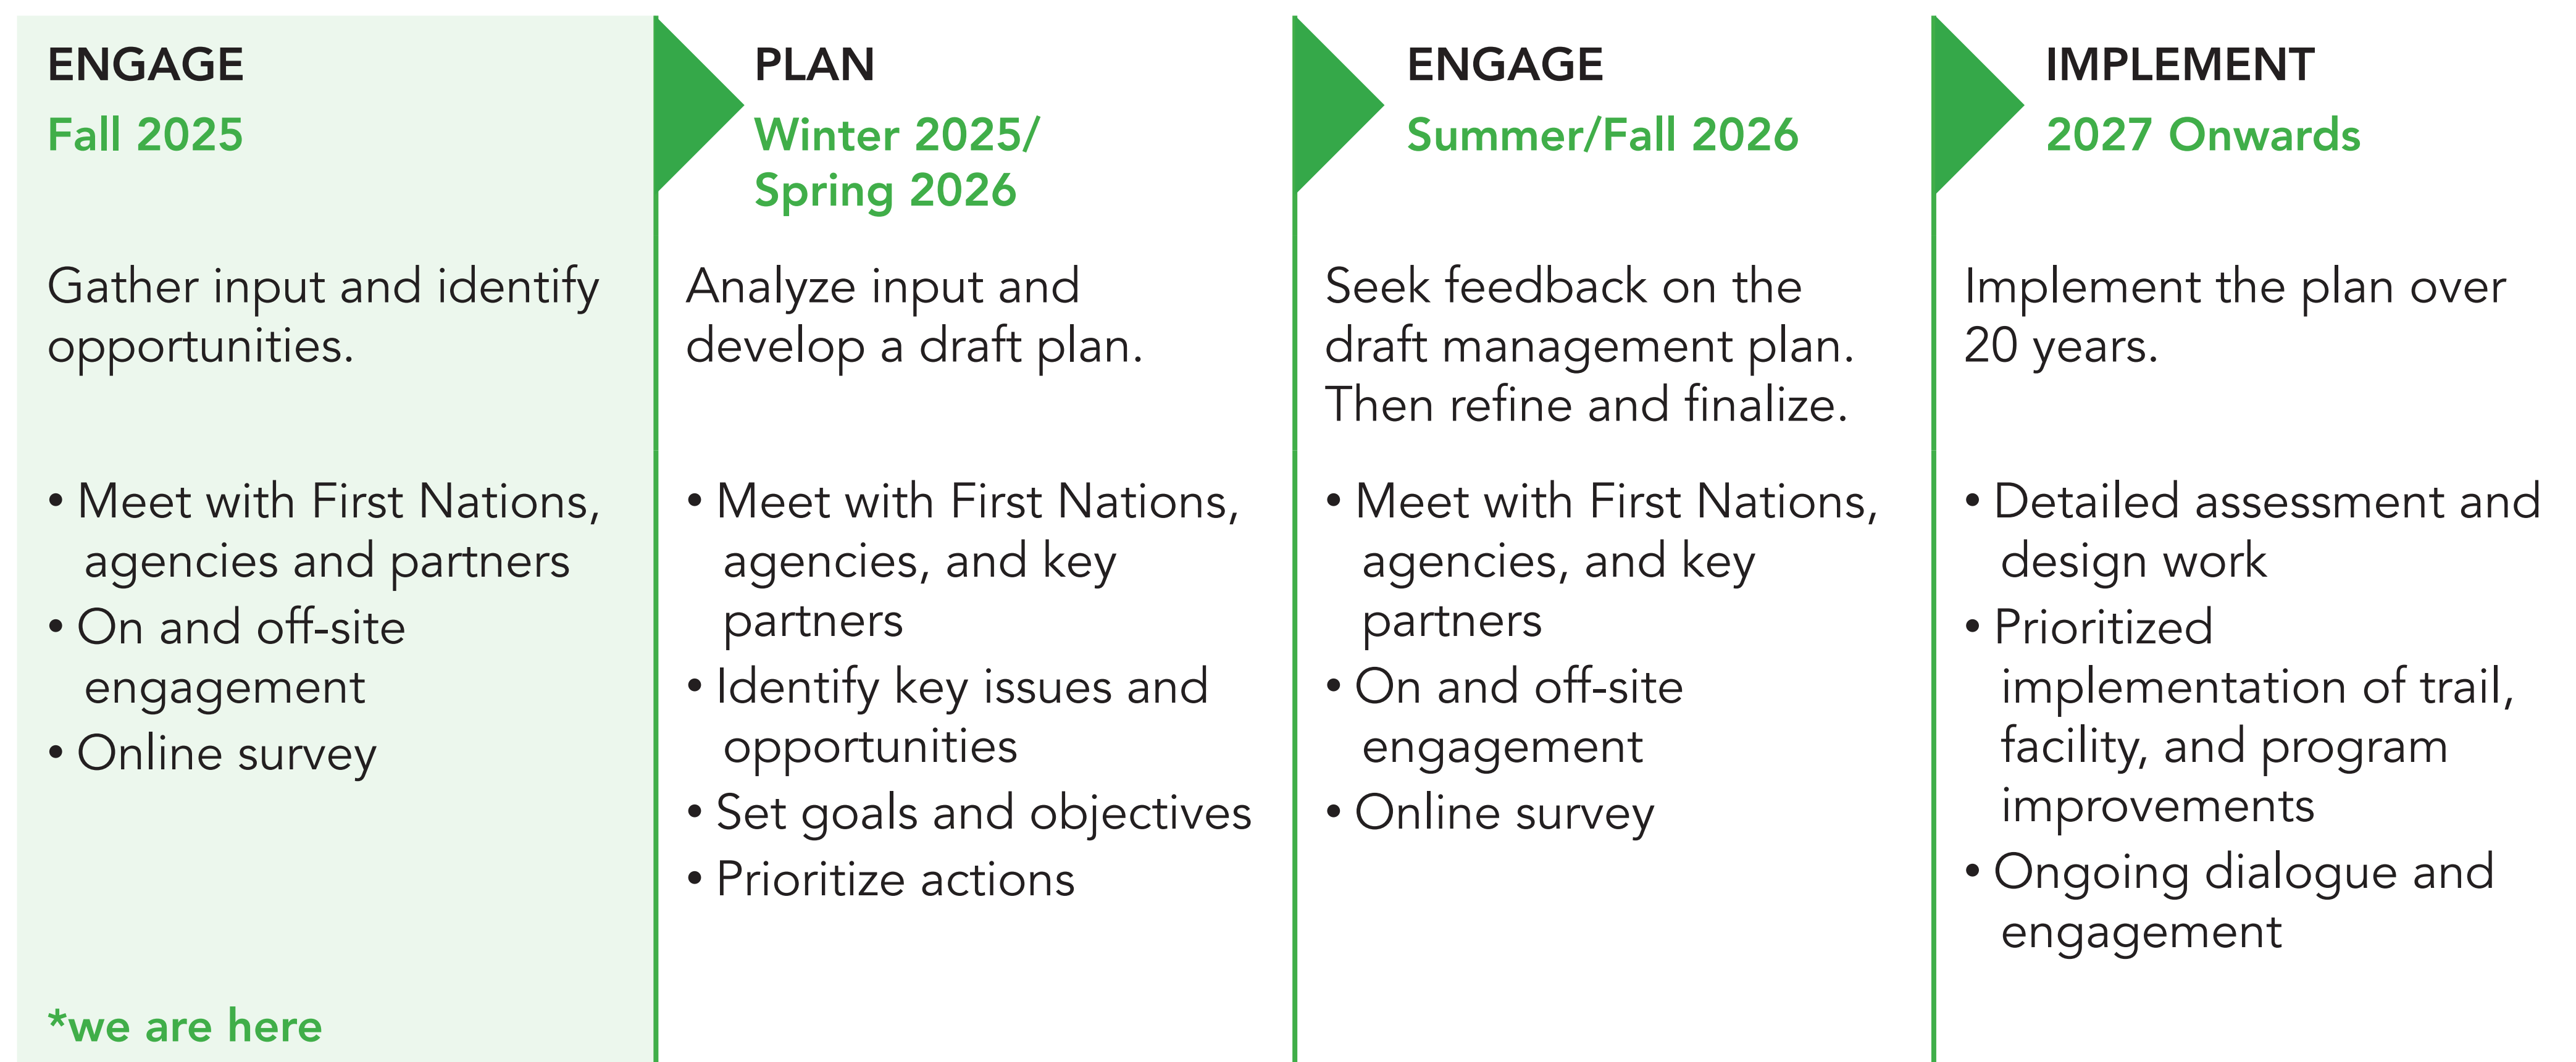 ENGAGE
Fall 2025
Gather input and identify
opportunities.
• Meet with First Nations,
agencies and partners
• On and off-site
engagement
• Online survey
*we are here
PLAN
Winter 2025/
Spring 2026
Analyze input and
develop a draft plan.
• Meet with First Nations,
agencies, and key
partners
• Identify key issues and
opportunities
• Set goals and objectives
• Prioritize actions
ENGAGE
Summer/Fall 2026
Seek feedback on the
draft management plan.
Then refine and finalize.
• Meet with First Nations,
agencies, and key
partners
• On and off-site
engagement
• Online survey
IMPLEMENT
2027 Onwards
Implement the plan over
20 years.
• Detailed assessment and
design work
• Prioritized
implementation of trail,
facility, and program
improvements
• Ongoing dialogue and
engagement